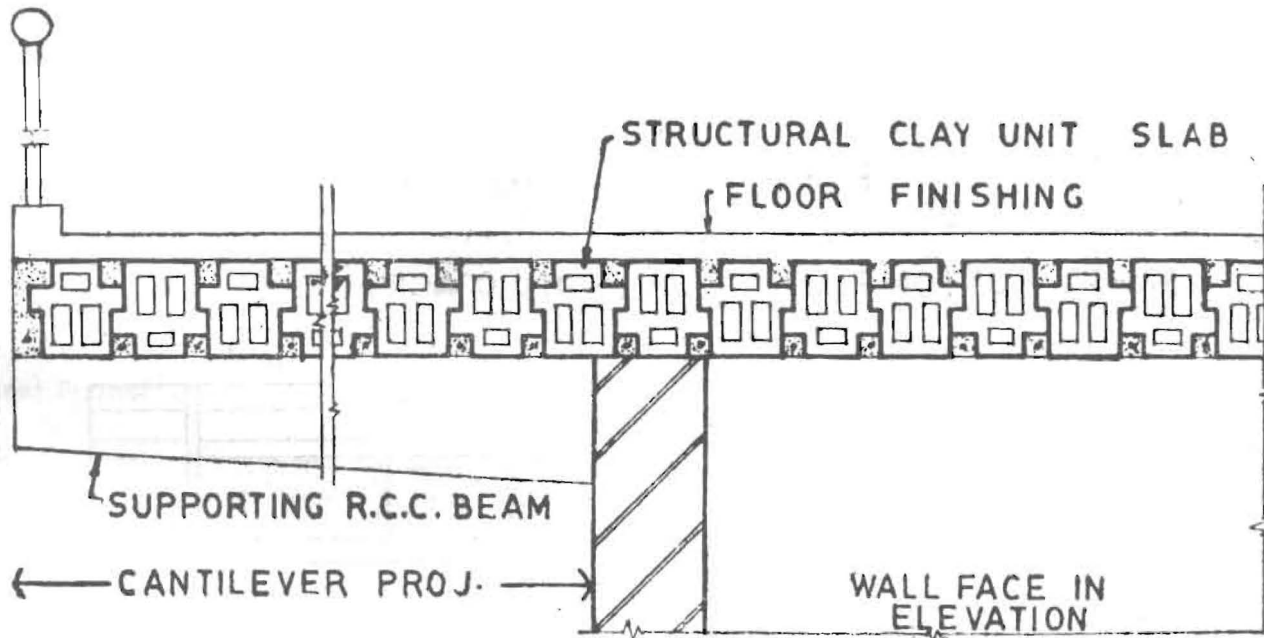 STRUCTURAL CLAY UNIT SLAB
FLOOR FINISHING
SUPPORTING R.C.C. BEAM
CANTILEVER PROJ.
WALL FACE IN
ELEVATION